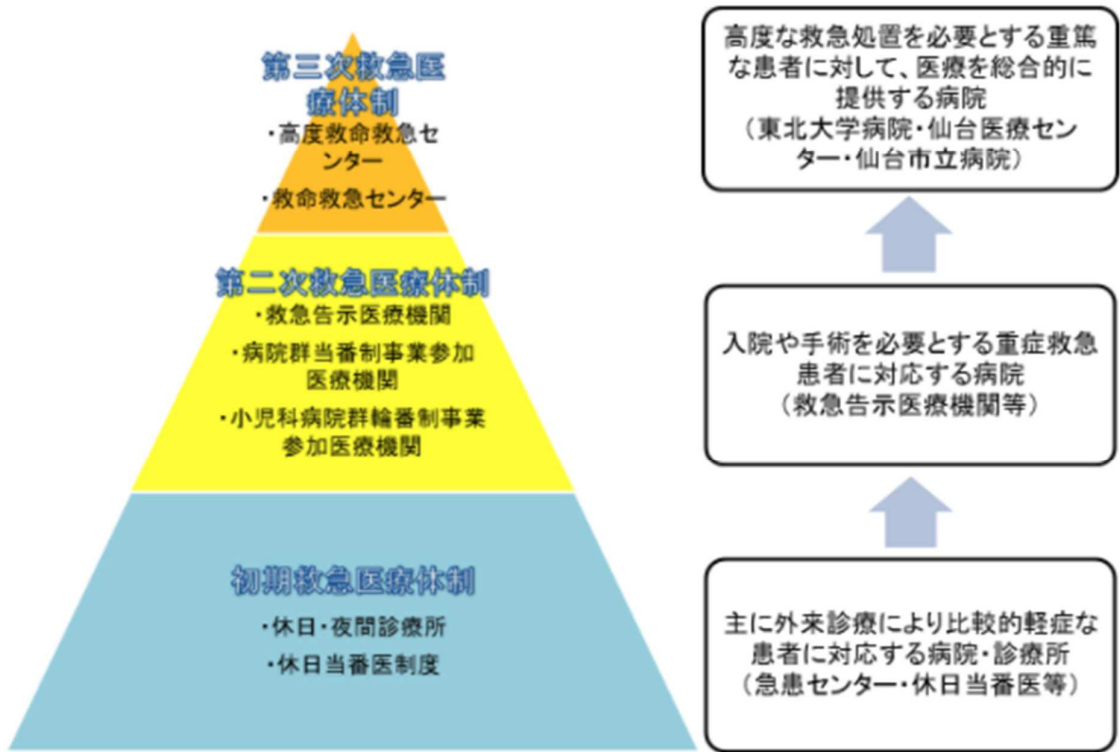 第三次救急医
療体制
・高度救命救急セ
ンター
・救命救急センター
高度な救急処置を必要とする重篤
な患者に対して、医療を総合的に
提供する病院
（東北大学病院・仙台医療セン
ター・仙台市立病院）
第二次救急医療体制
・救急告示医療機関
・病院群当番制事業参加
医療機関
・小児科病院群輪番制事業
参加医療機関
入院や手術を必要とする重症救急
患者に対応する病院
（救急告示医療機関等）
初期救急医療体制
・休日・夜間診療所
・休日当番医制度
主に外来診療により比較的軽症な
患者に対応する病院・診療所
（急患センター・休日当番医等）